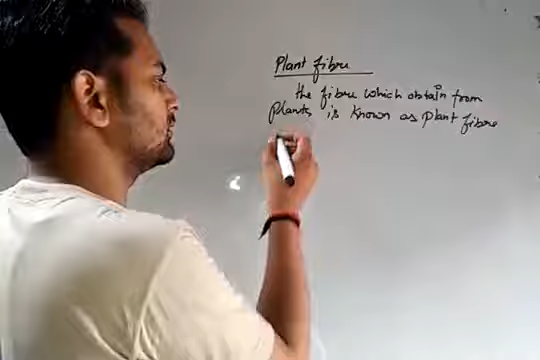 Plant fibre
the fibre which obtain from
plants is known as plant fibre